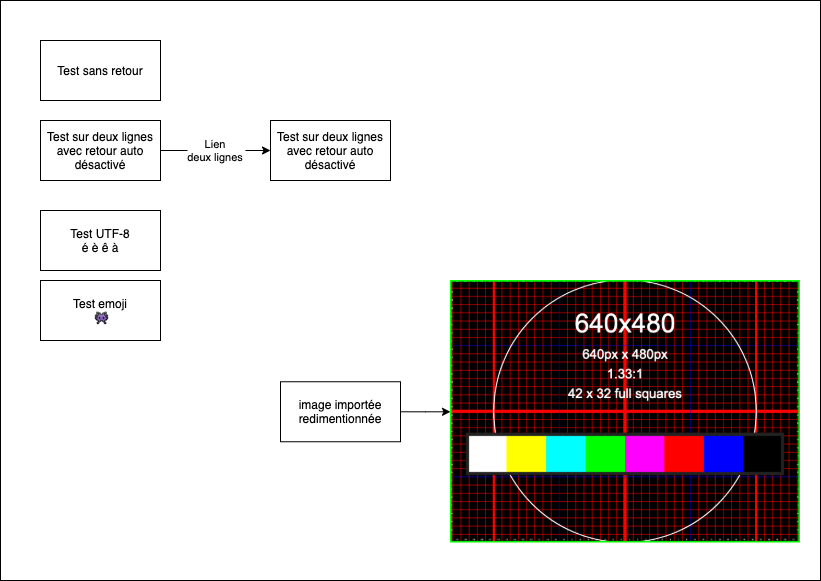 Test sans retour
Test sur deux lignes
avec retour auto
désactivé
Lien
deux lignes
Test sur deux lignes
avec retour auto
désactivé
Test UTF-8
é è ê à
Test emoji
👾
image importée
redimentionnée
640x480
640px x 480px
1.33:1
42 x 32 full squares